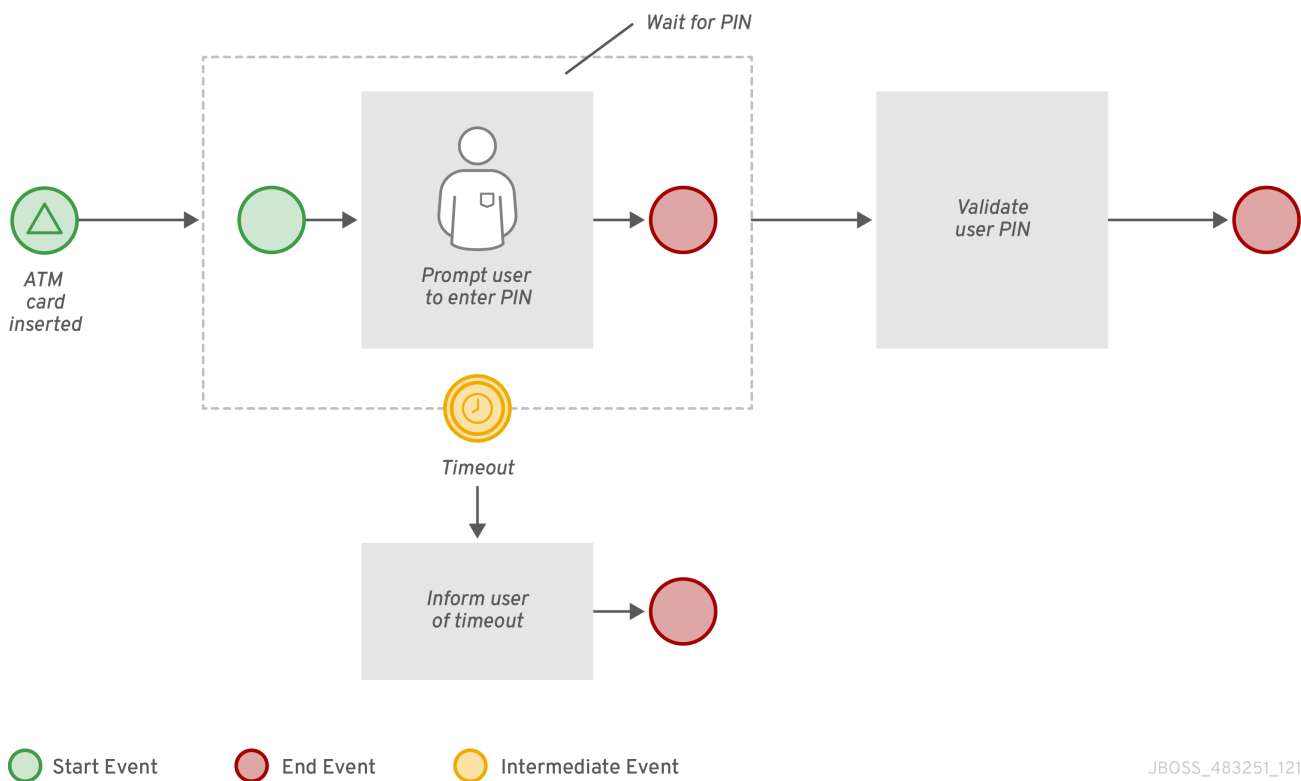 Wait for PIN
ATM
card
inserted
Prompt user
to enter PIN
Validate
user PIN
Timeout
Inform user
of timeout
Start Event
End Event
Intermediate Event
JBOSS_483251_121